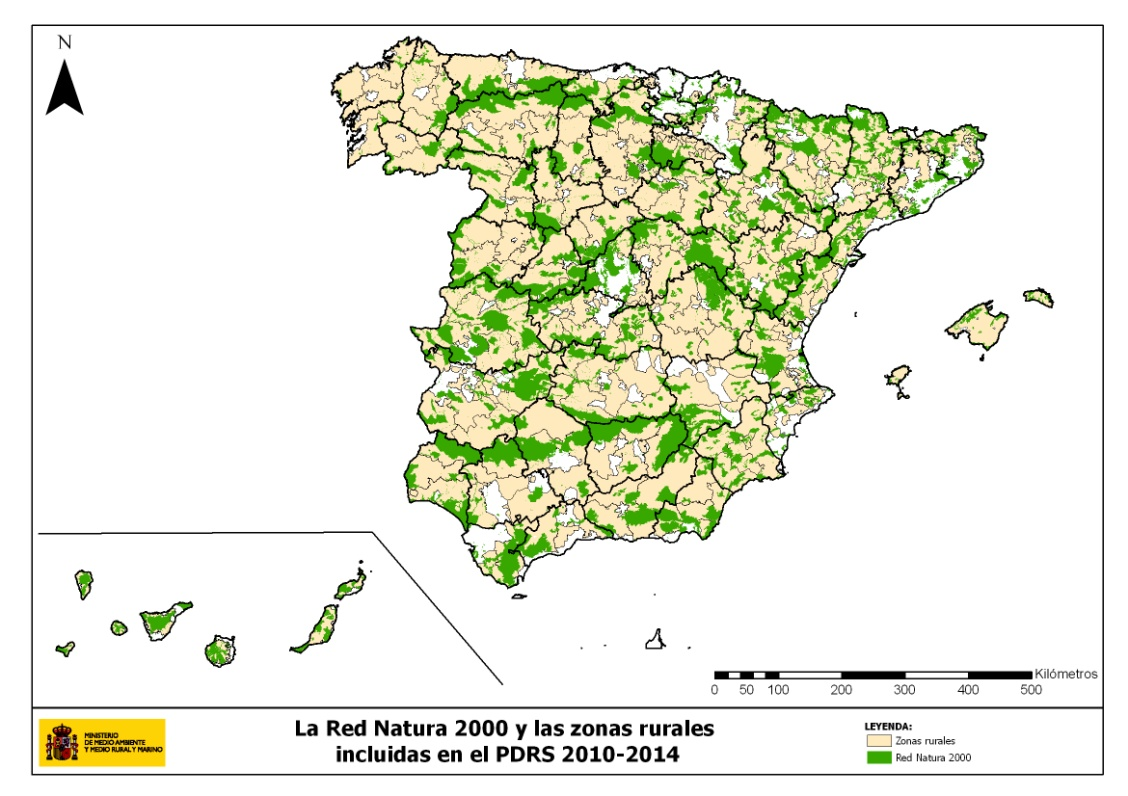 N
Kilómetros
0 50 100 200 300 400 500
MINISTERIO
DE MEDIO AMBIENTE
Y MEDIO RURAL Y MARINO
La Red Natura 2000 y las zonas rurales
incluidas en el PDRS 2010-2014
LEYENDA:
Zonas rurales
Red Natura 2000